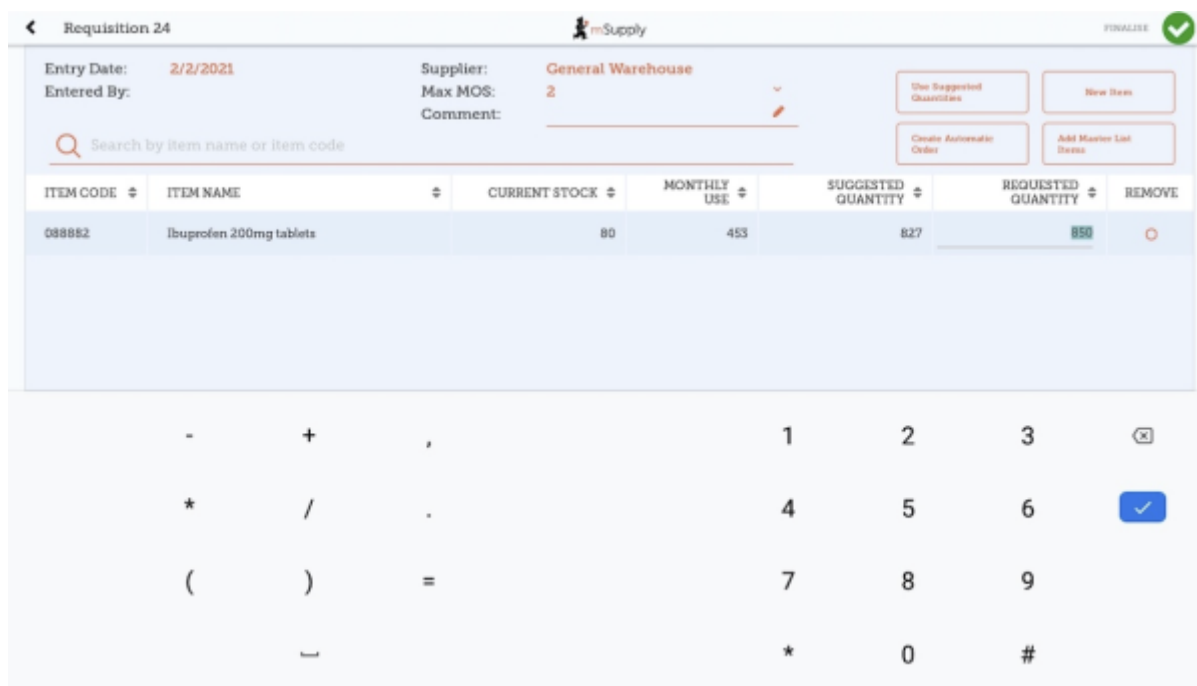 Requisition 24
mSupply
FINALISE
Entry Date: 2/2/2021
Supplier: General Warehouse
Entered By:
Max MOS: 2
Comment:
Use Suggested
Quantities
New Item
Create Automatic
Order
Add Master List
Items
Search by item name or item code
ITEM CODE ITEM NAME CURRENT STOCK MONTHLY USE SUGGESTED QUANTITY REQUESTED QUANTITY REMOVE
088882 Ibuprofen 200mg tablets 80 453 827 850
- + , 1 2 3
* / . 4 5 6
( ) = 7 8 9
* 0 #